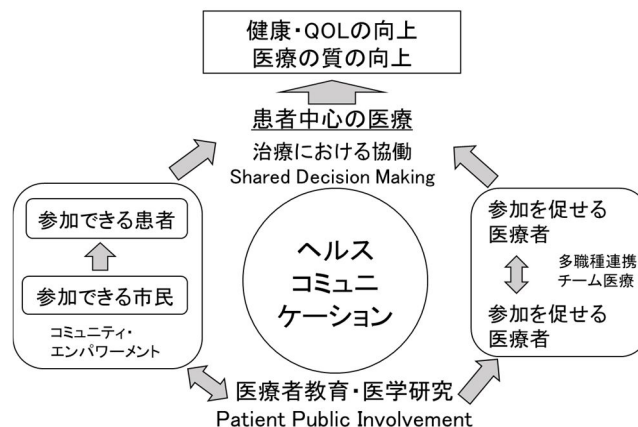 健康・QOLの向上
医療の質の向上
患者中心の医療
治療における協働
Shared Decision Making
参加できる患者
参加できる市民
コミュニティ・
エンパワーメント
ヘルス
コミュニ
ケーション
参加を促せる
医療者
多職種連携
チーム医療
参加を促せる
医療者
医療者教育・医学研究
Patient Public Involvement